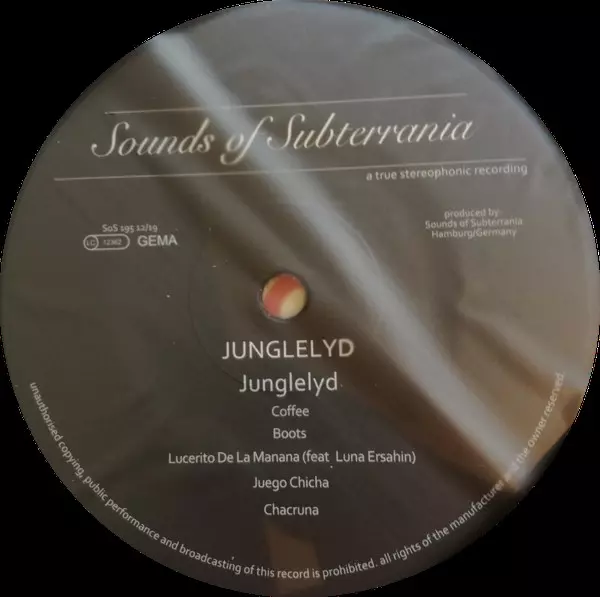 Sounds of Subterrania
a true stereophonic recording
SoS 195 12/19
LC 12362 GEMA
produced by
Sounds of Subterrania
Hamburg/Germany
JUNGLELYD
Junglelyd
Coffee
Boots
Lucerito De La Manana (feat Luna Ersahin)
Juego Chicha
Chacruna
unauthorised copying, public performance and broadcasting of this record is prohibited. all rights of the manufacturer and the owner reserved.